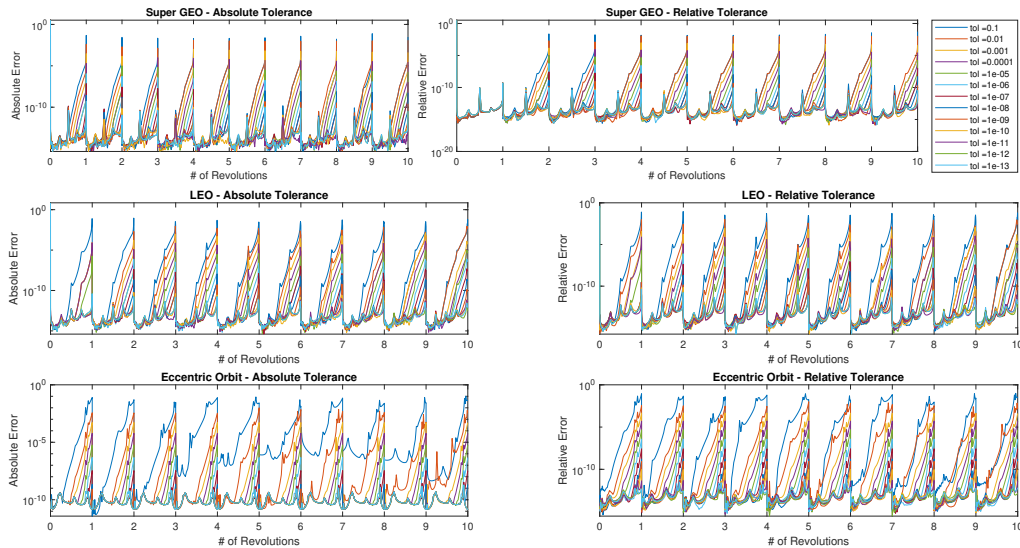 Super GEO - Absolute Tolerance
10^0
10^-10
Absolute Error
0 1 2 3 4 5 6 7 8 9 10
# of Revolutions
Super GEO - Relative Tolerance
10^0
10^-10
10^-20
Relative Error
0 1 2 3 4 5 6 7 8 9 10
# of Revolutions
tol =0.1
tol =0.01
tol =0.001
tol =0.0001
tol =1e-05
tol =1e-06
tol =1e-07
tol =1e-08
tol =1e-09
tol =1e-10
tol =1e-11
tol =1e-12
tol =1e-13
LEO - Absolute Tolerance
10^0
10^-10
Absolute Error
0 1 2 3 4 5 6 7 8 9 10
# of Revolutions
LEO - Relative Tolerance
10^0
10^-10
Relative Error
0 1 2 3 4 5 6 7 8 9 10
# of Revolutions
Eccentric Orbit - Absolute Tolerance
10^0
10^-5
10^-10
Absolute Error
0 1 2 3 4 5 6 7 8 9 10
# of Revolutions
Eccentric Orbit - Relative Tolerance
10^0
10^-10
Relative Error
0 1 2 3 4 5 6 7 8 9 10
# of Revolutions